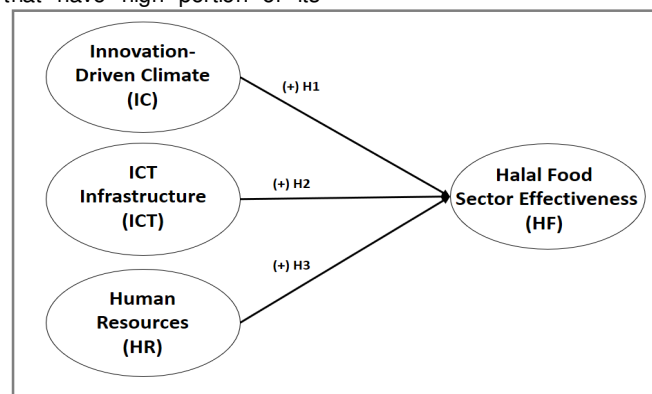 that have high portion of its
Innovation-
Driven Climate
(IC)
(+) H1
ICT
Infrastructure
(ICT)
(+) H2
Halal Food
Sector Effectiveness
(HF)
(+) H3
Human
Resources
(HR)